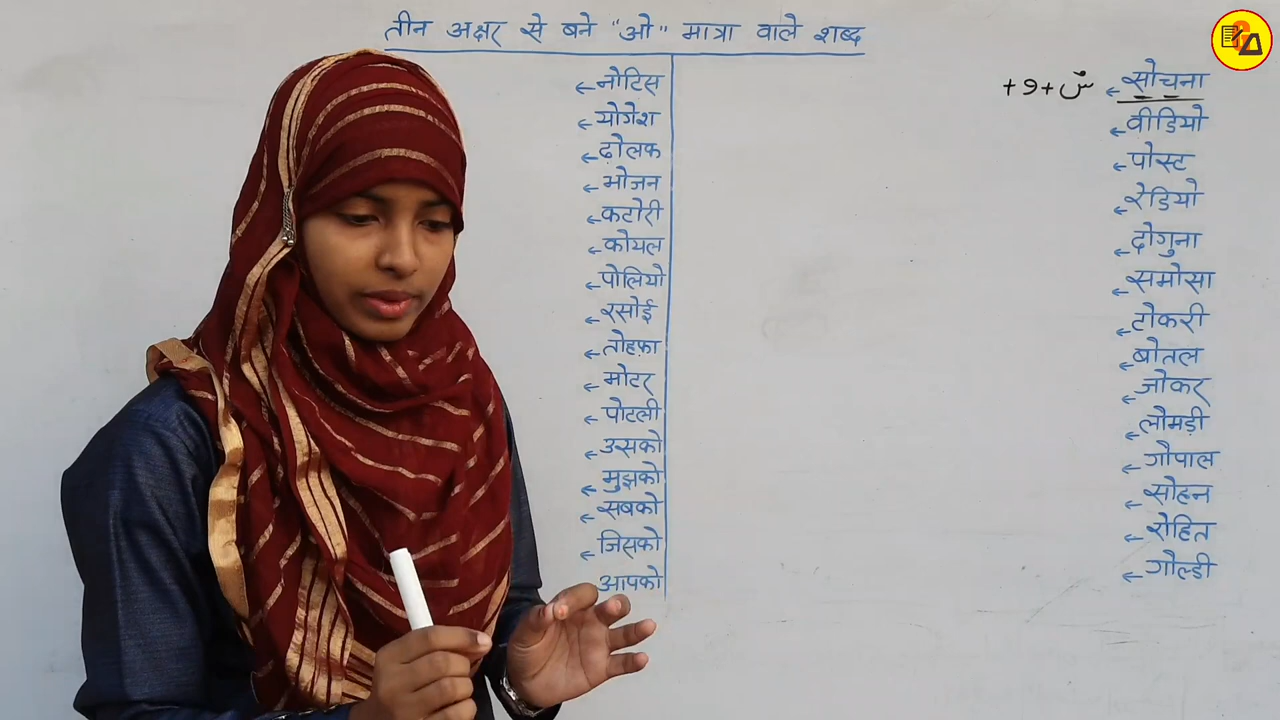 तीन अक्षर से बने "ओ" मात्रा वाले शब्द
सोचना ← س + و +
वीडियो ←
पोस्ट ←
रेडियो ←
दोगुना ←
समोसा ←
टोकरी ←
बोतल ←
जोकर ←
लोमड़ी ←
गोपाल ←
सोहन ←
रोहित ←
गोल्डी ←
← नोटिस
← योगेश
← ढ़ोलक
← भोजन
← कटोरी
← कोयल
← पोलियो
← रसोई
← तोहफ़ा
← मोटर
← पोटली
← उसको
← मुझको
← सबको
← जिसको
आपको